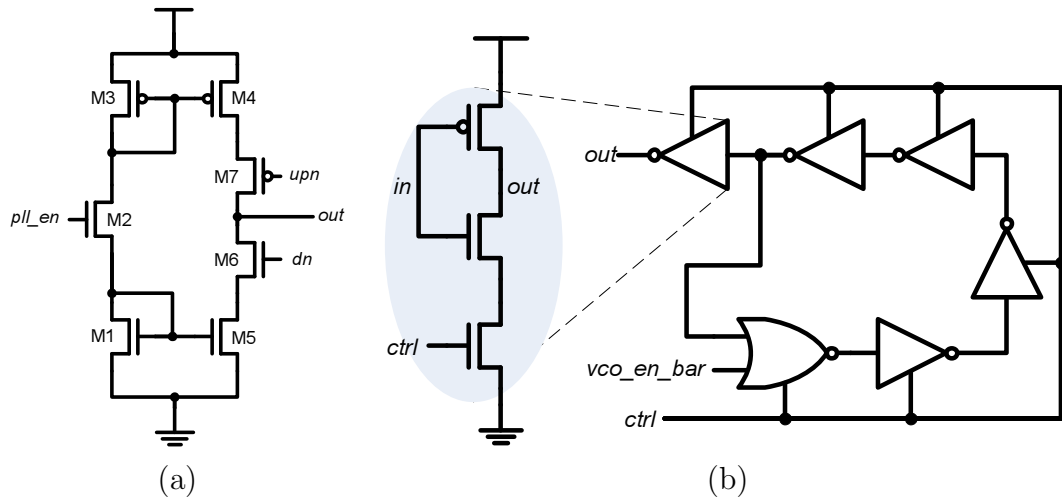 M3
M4
M7
upn
pll_en
M2
out
M6
dn
M1
M5
(a)
in
out
ctrl
out
vco_en_bar
ctrl
(b)